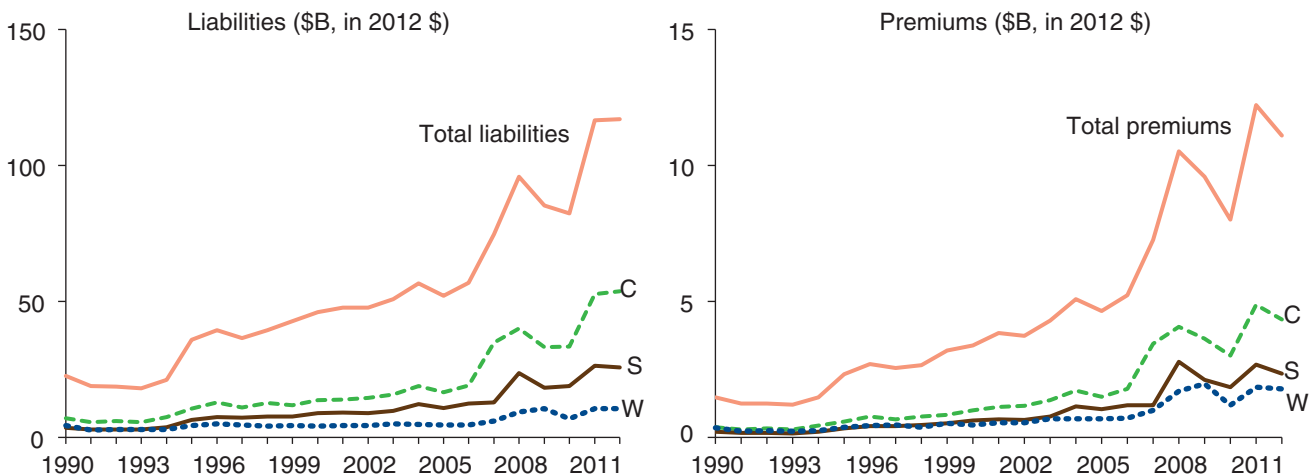 Liabilities ($B, in 2012 $)
150
100
50
0
Total liabilities
C
S
W
1990 1993 1996 1999 2002 2005 2008 2011
Premiums ($B, in 2012 $)
15
10
5
0
Total premiums
C
S
W
1990 1993 1996 1999 2002 2005 2008 2011